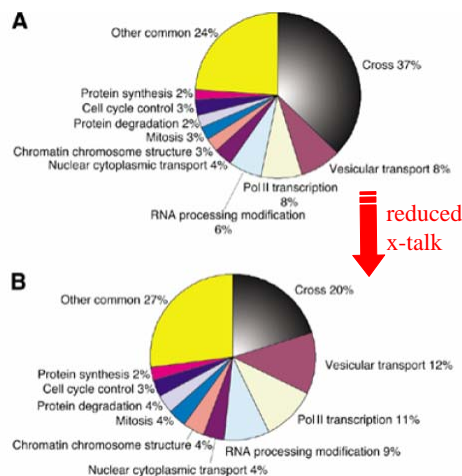 A
Other common 24%
Cross 37%
Protein synthesis 2%
Cell cycle control 3%
Protein degradation 2%
Mitosis 3%
Chromatin chromosome structure 3%
Nuclear cytoplasmic transport 4%
Vesicular transport 8%
Pol II transcription
8%
RNA processing modification
6%
reduced
x-talk
B
Other common 27%
Cross 20%
Vesicular transport 12%
Protein synthesis 2%
Cell cycle control 3%
Protein degradation 4%
Mitosis 4%
Pol II transcription 11%
Chromatin chromosome structure 4%
RNA processing modification 9%
Nuclear cytoplasmic transport 4%